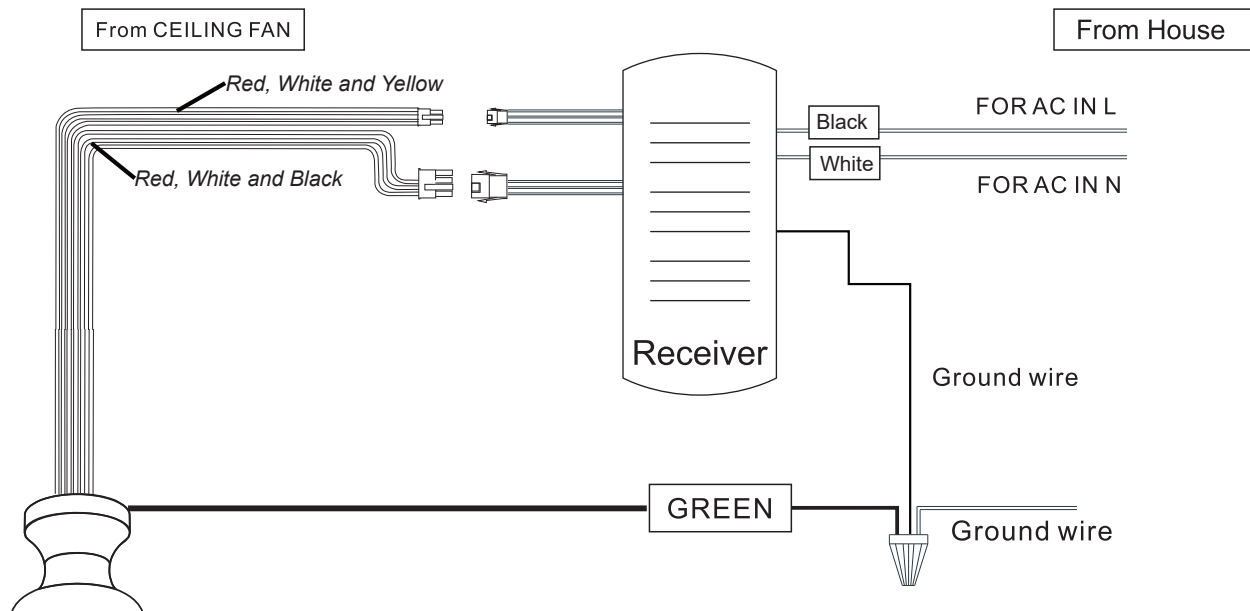 From CEILING FAN
From House
Red, White and Yellow
Red, White and Black
Black
White
FOR AC IN L
FOR AC IN N
Receiver
Ground wire
GREEN
Ground wire